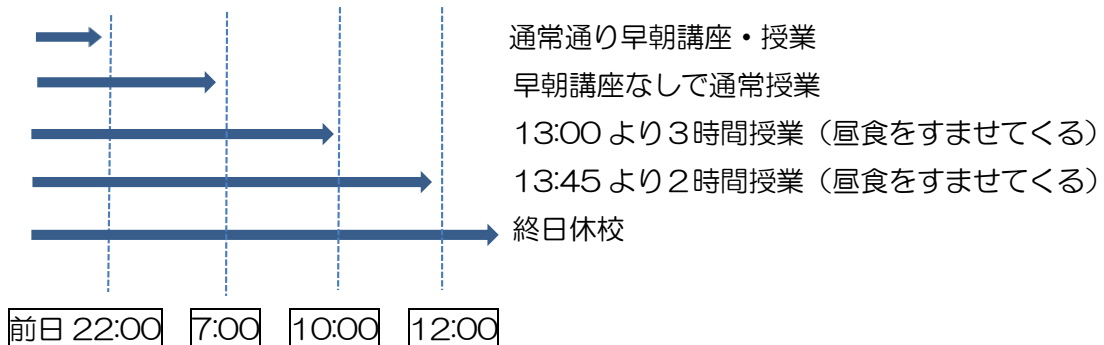 通常通り早朝講座・授業
早朝講座なしで通常授業
13:00 より3時間授業（昼食をすませてくる）
13:45 より2時間授業（昼食をすませてくる）
終日休校
前日 22:00 7:00 10:00 12:00